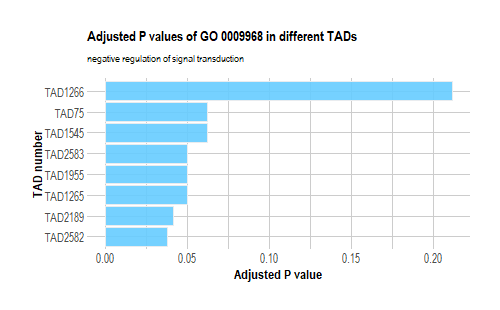 Adjusted P values of GO 0009968 in different TADs
negative regulation of signal transduction
TAD number
TAD1266
TAD75
TAD1545
TAD2583
TAD1955
TAD1265
TAD2189
TAD2582
0.00 0.05 0.10 0.15 0.20
Adjusted P value